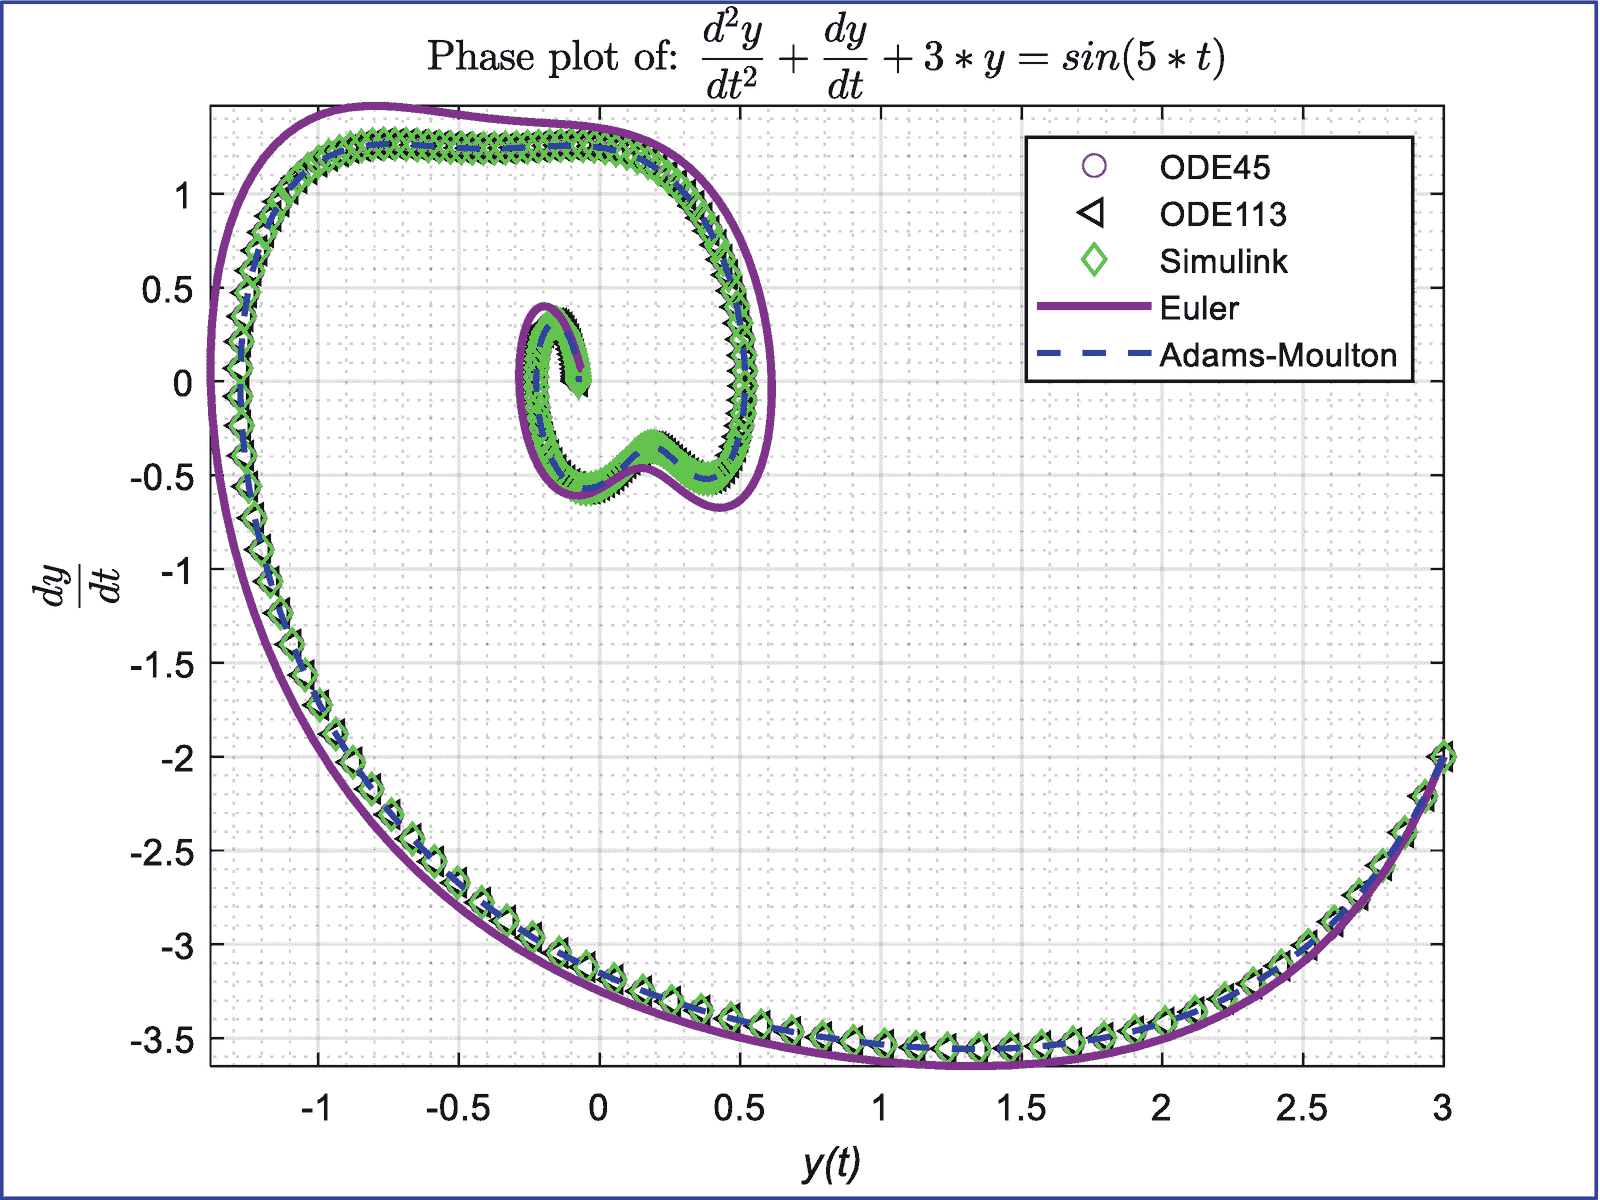 Phase plot of: d²y/dt² + dy/dt + 3 * y = sin(5 * t)
ODE45
ODE113
Simulink
Euler
Adams-Moulton
1
0.5
0
-0.5
-1
-1.5
-2
-2.5
-3
-3.5
dy/dt
-1 -0.5 0 0.5 1 1.5 2 2.5 3
y(t)